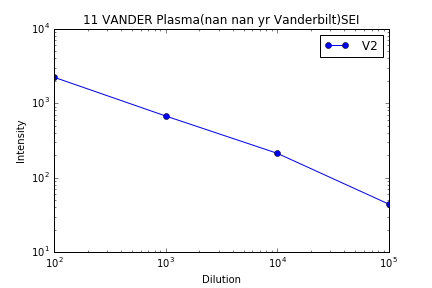 11 VANDER Plasma(nan nan yr Vanderbilt)SEI
V2
Intensity
10^4
10^3
10^2
10^1
10^2 10^3 10^4 10^5
Dilution